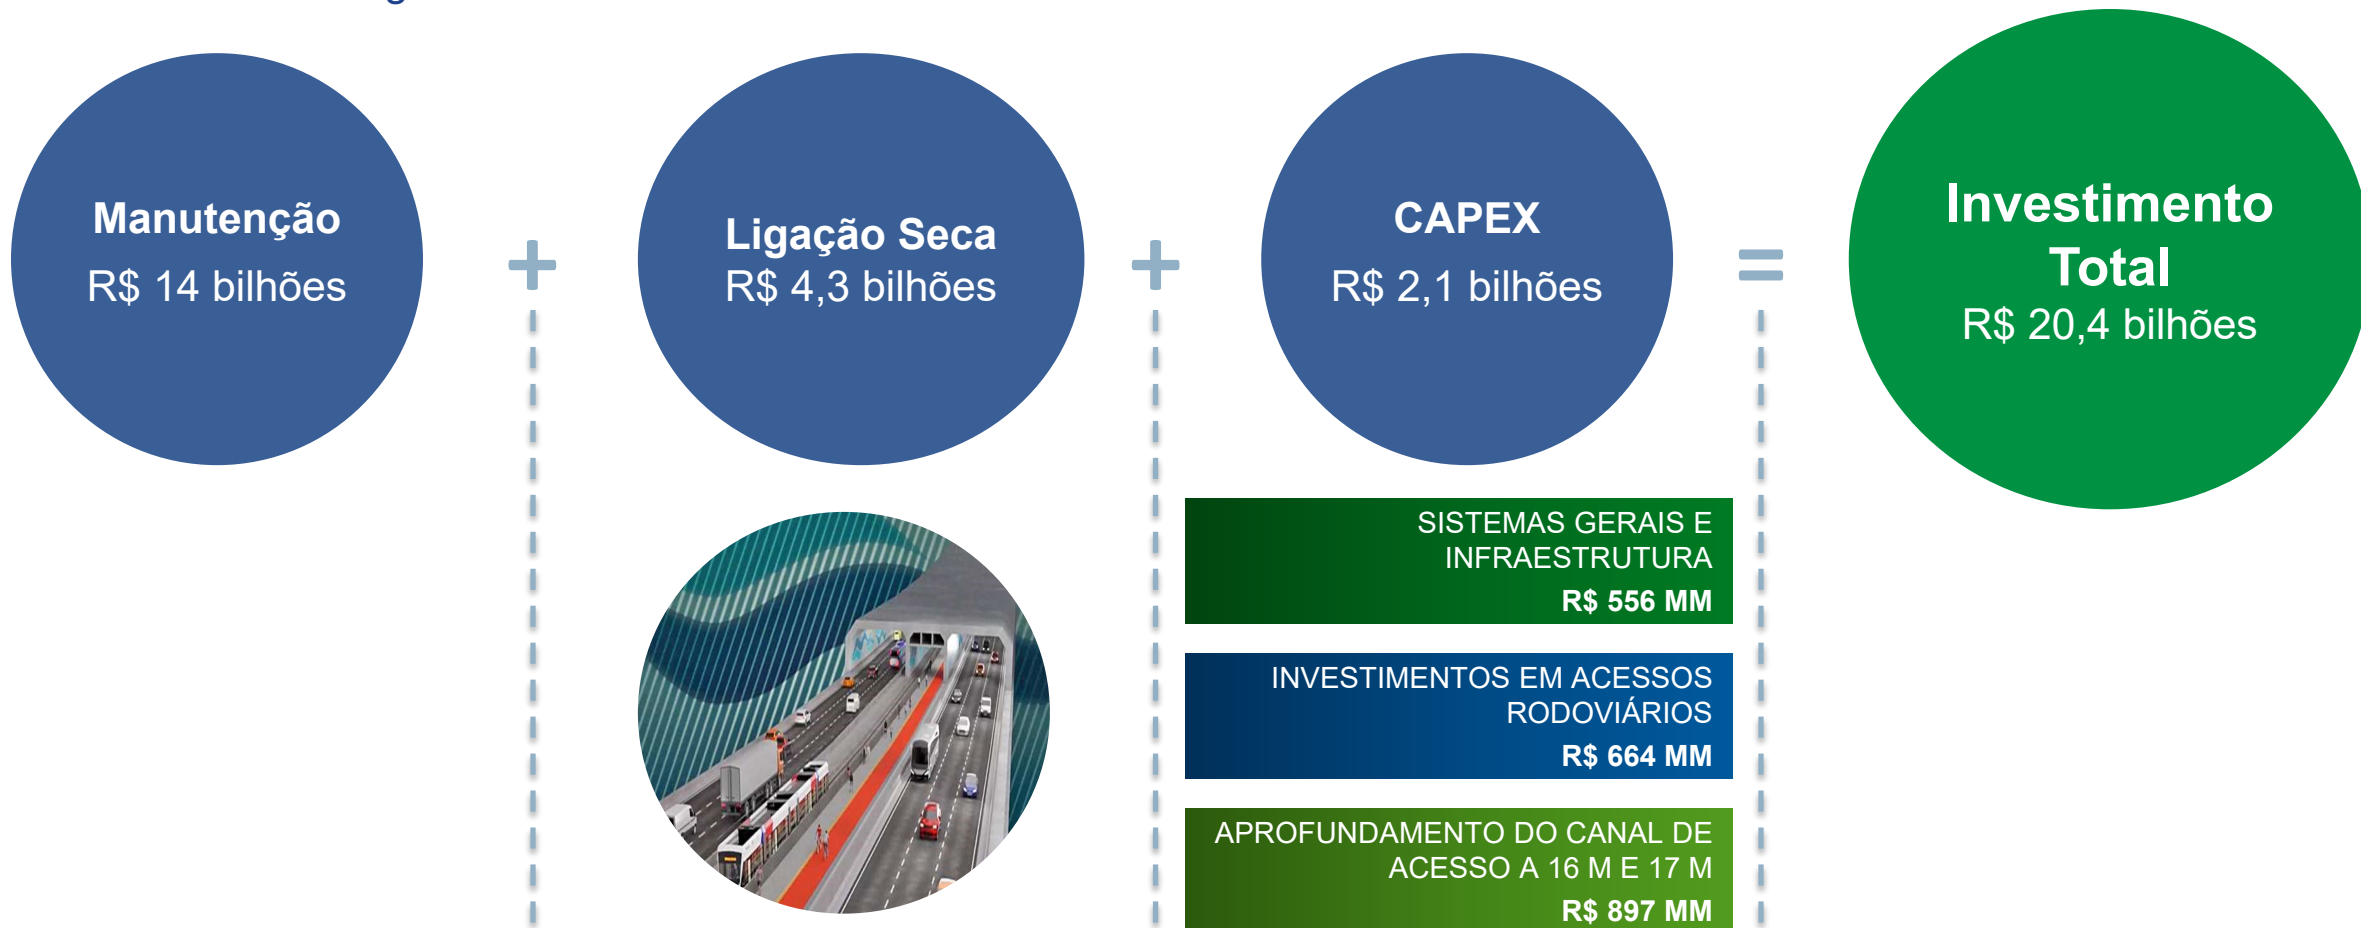 Manutenção
R$ 14 bilhões
+
Ligação Seca
R$ 4,3 bilhões
+
CAPEX
R$ 2,1 bilhões
=
Investimento
Total
R$ 20,4 bilhões
SISTEMAS GERAIS E
INFRAESTRUTURA
R$ 556 MM
INVESTIMENTOS EM ACESSOS
RODOVIÁRIOS
R$ 664 MM
APROFUNDAMENTO DO CANAL DE
ACESSO A 16 M E 17 M
R$ 897 MM